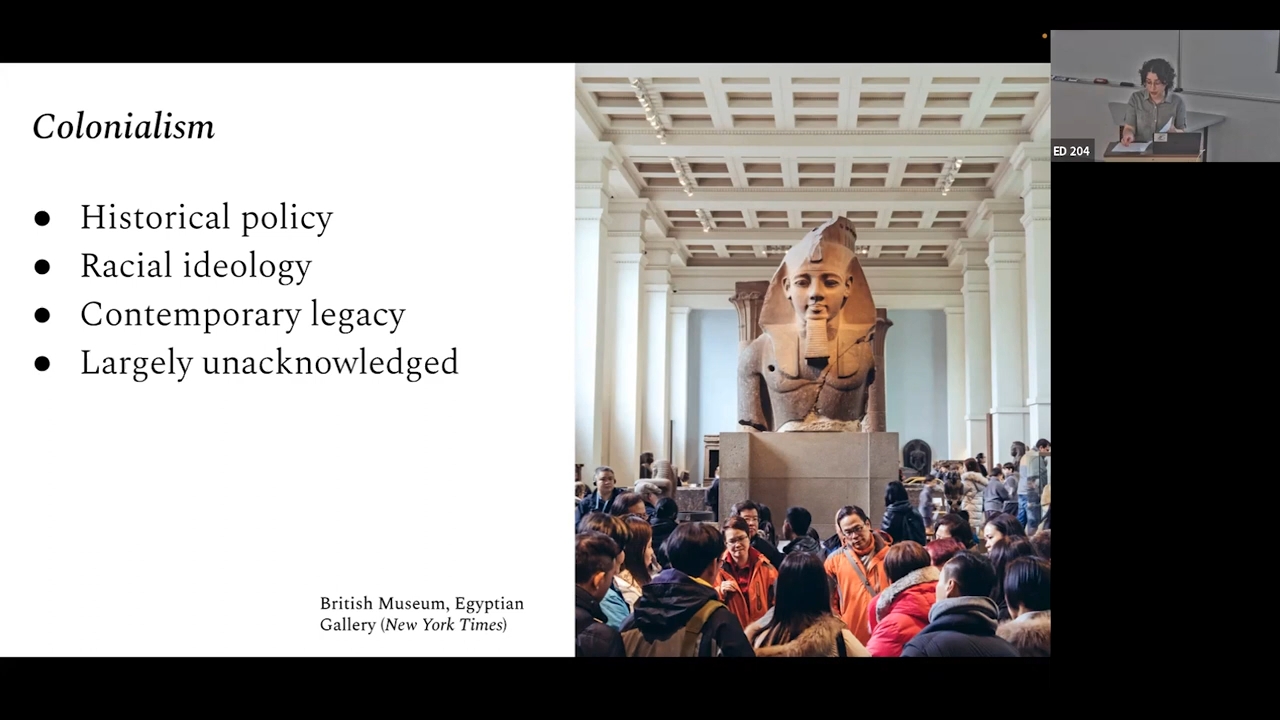 Colonialism
● Historical policy
● Racial ideology
● Contemporary legacy
● Largely unacknowledged
British Museum, Egyptian
Gallery (New York Times)
ED 204